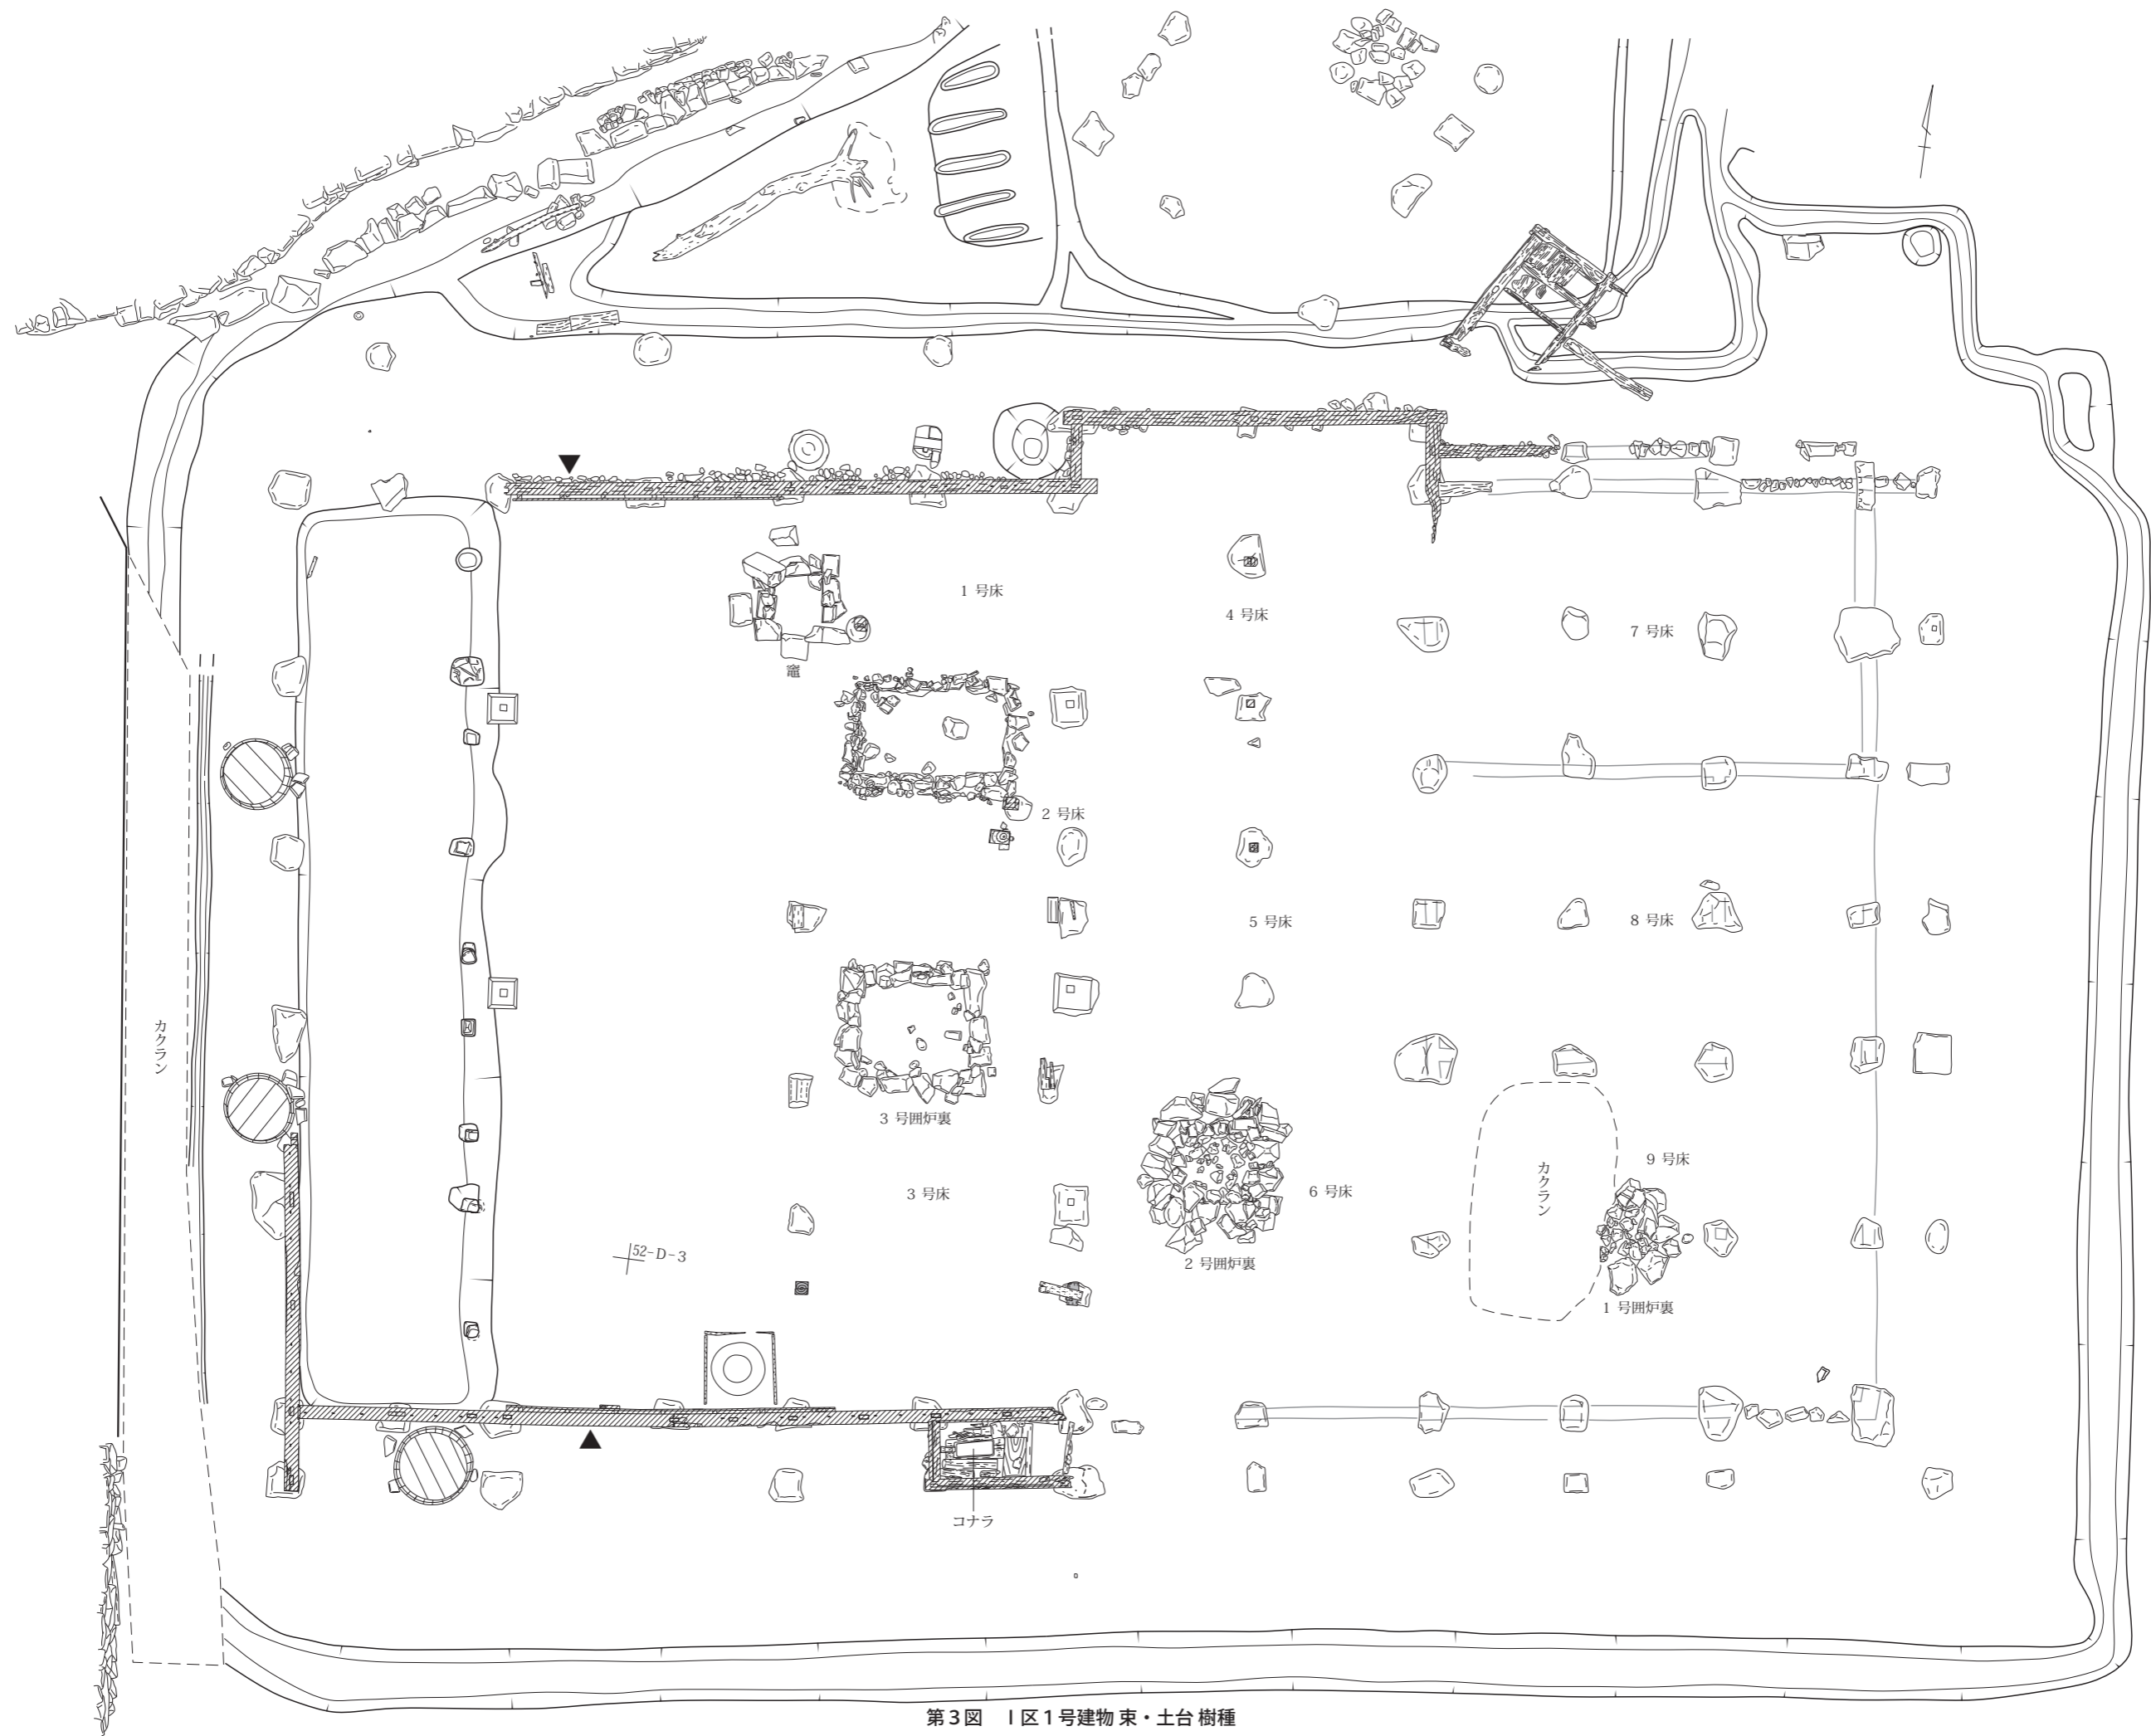 1 号床
4 号床
7 号床
竈
2 号床
5 号床
8 号床
カクラン
3 号囲炉裏
3 号床
6 号床
9 号床
カクラン
2 号囲炉裏
1 号囲炉裏
52-D-3
コナラ
第3図 Ⅰ区1号建物 束・土台 樹種